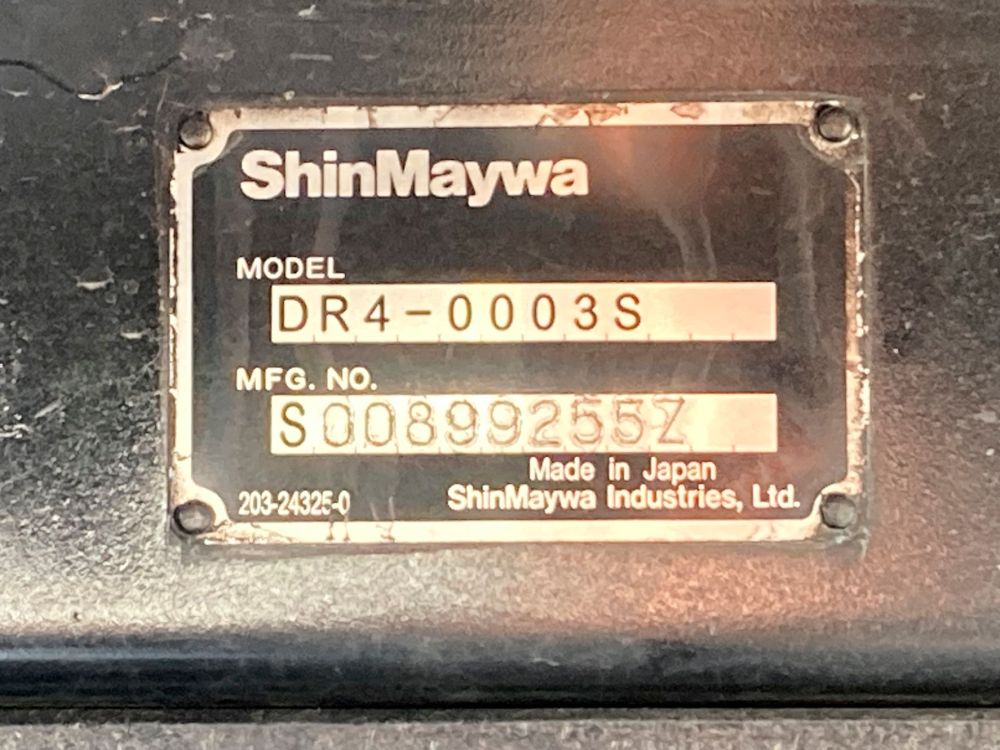 ShinMaywa
MODEL
DR4-0003S
MFG. NO.
S00899255Z
Made in Japan
203-24325-0 ShinMaywa Industries, Ltd.